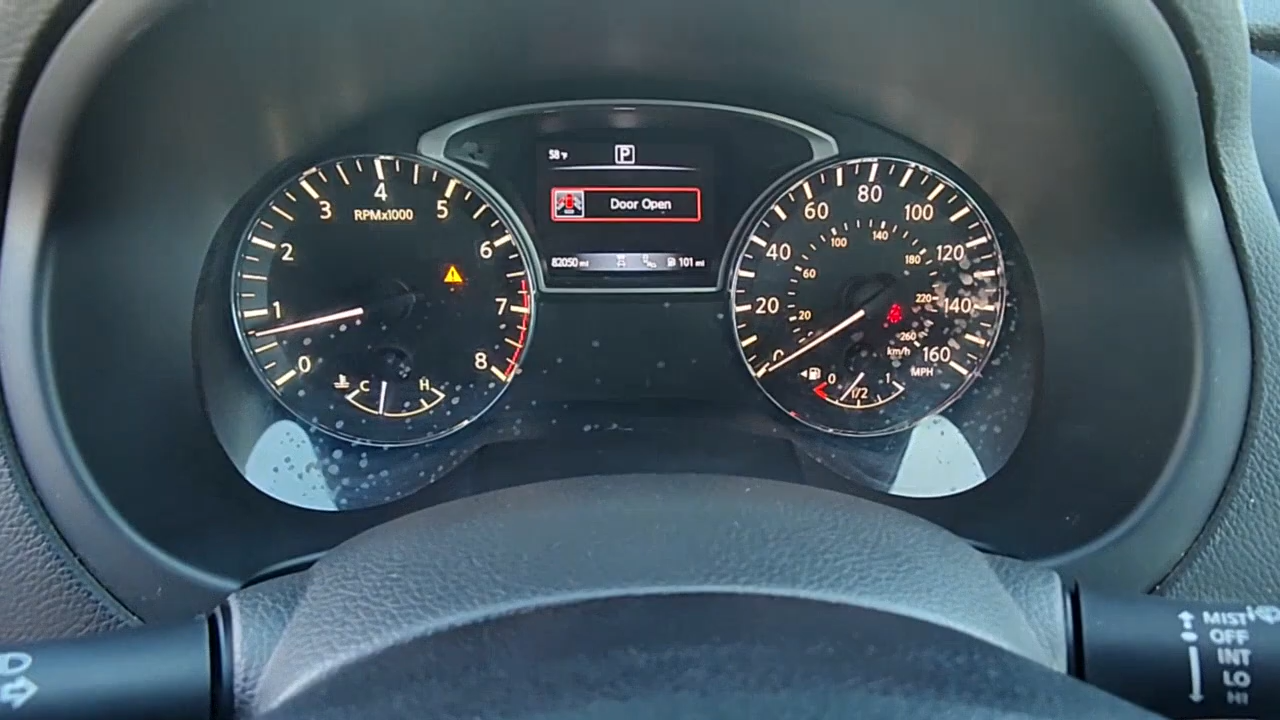 58°F P
Door Open
82050 mi 101 mi
0 1 2 3 4 5 6 7 8
RPMx1000
C H
0 20 40 60 80 100 120 140 160
20 60 100 140 180 220 260
km/h
MPH
0 1/2 1
MIST
OFF
INT
LO
HI